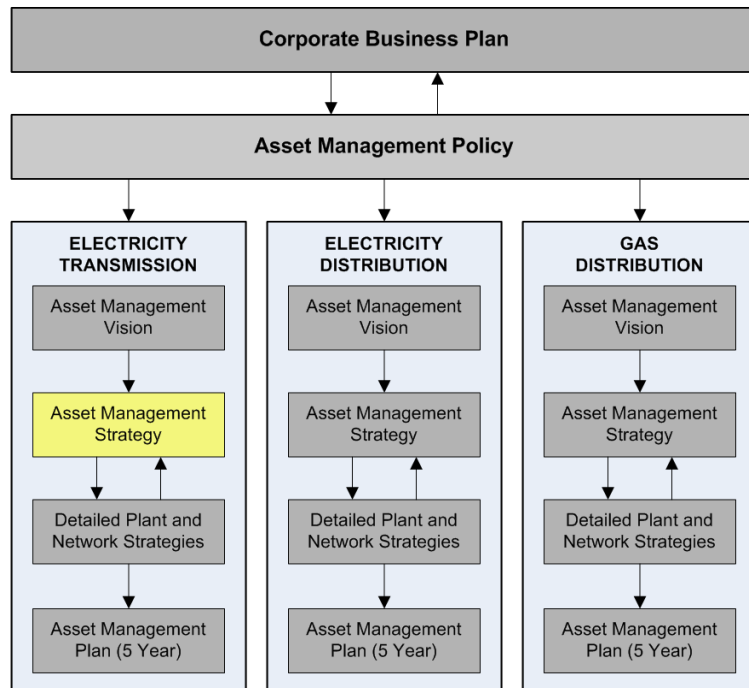 Corporate Business Plan
Asset Management Policy
ELECTRICITY
TRANSMISSION
Asset Management
Vision
Asset Management
Strategy
Detailed Plant and
Network Strategies
Asset Management
Plan (5 Year)
ELECTRICITY
DISTRIBUTION
Asset Management
Vision
Asset Management
Strategy
Detailed Plant and
Network Strategies
Asset Management
Plan (5 Year)
GAS
DISTRIBUTION
Asset Management
Vision
Asset Management
Strategy
Detailed Plant and
Network Strategies
Asset Management
Plan (5 Year)